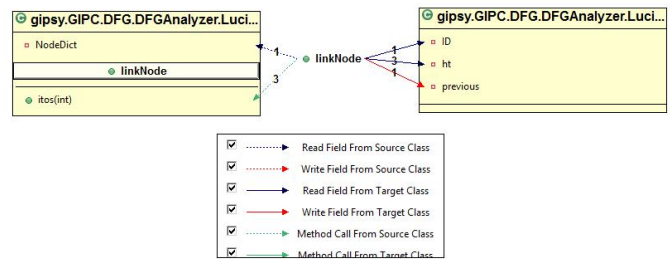 gipsy.GIPC.DFG.DFGAnalyzer.Luci...
NodeDict
linkNode
itos(int)
1
3
linkNode
1
3
1
gipsy.GIPC.DFG.DFGAnalyzer.Luci...
ID
ht
previous
Read Field From Source Class
Write Field From Source Class
Read Field From Target Class
Write Field From Target Class
Method Call From Source Class
Method Call From Target Class